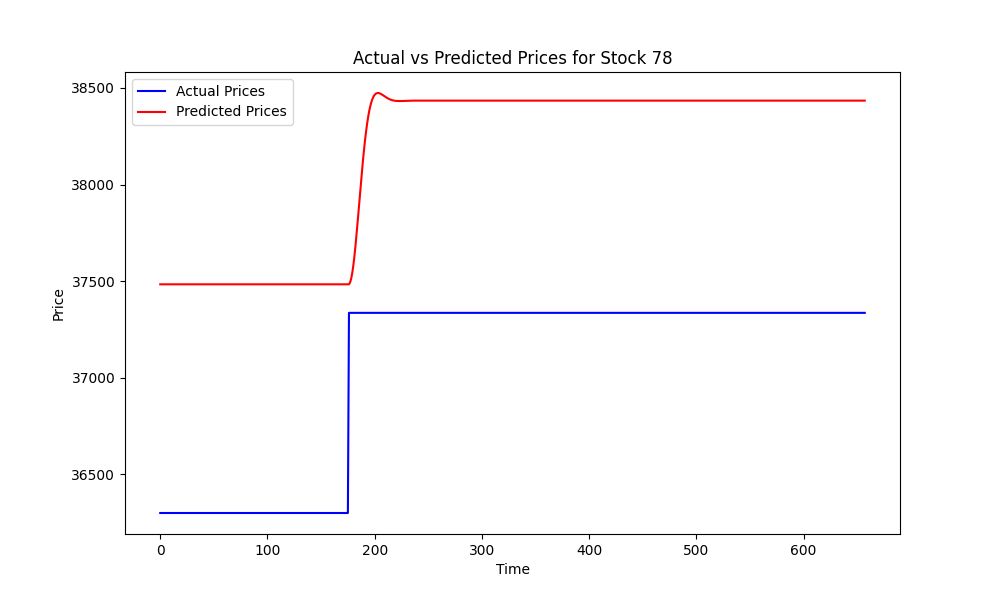 Actual vs Predicted Prices for Stock 78
Actual Prices
Predicted Prices
38500
38000
37500
37000
36500
Price
0 100 200 300 400 500 600
Time